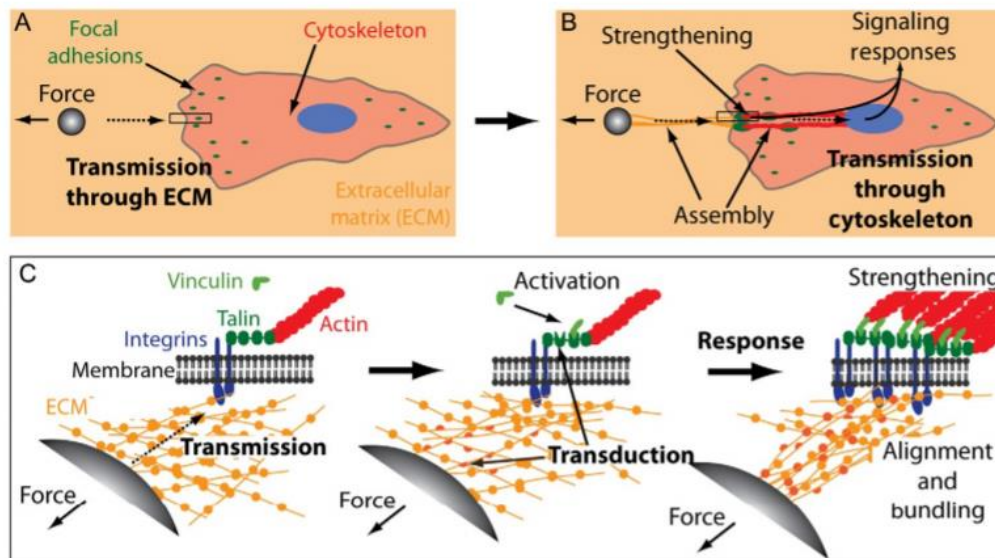 A
Focal
adhesions
Cytoskeleton
Force
Transmission
through ECM
Extracellular
matrix (ECM)
B
Strengthening
Signaling
responses
Force
Assembly
Transmission
through
cytoskeleton
C
Vinculin
Talin
Integrins
Actin
Membrane
ECM
Transmission
Force
Activation
Transduction
Force
Response
Strengthening
Alignment
and
bundling
Force